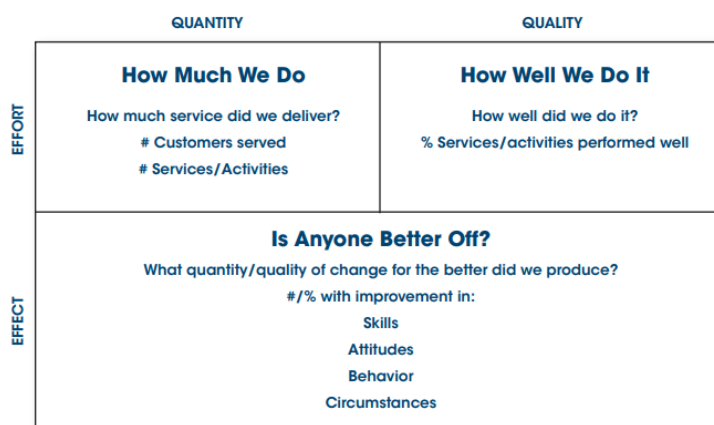 QUANTITY
QUALITY
EFFORT
How Much We Do
How much service did we deliver?
# Customers served
# Services/Activities
How Well We Do It
How well did we do it?
% Services/activities performed well
EFFECT
Is Anyone Better Off?
What quantity/quality of change for the better did we produce?
#/% with improvement in:
Skills
Attitudes
Behavior
Circumstances